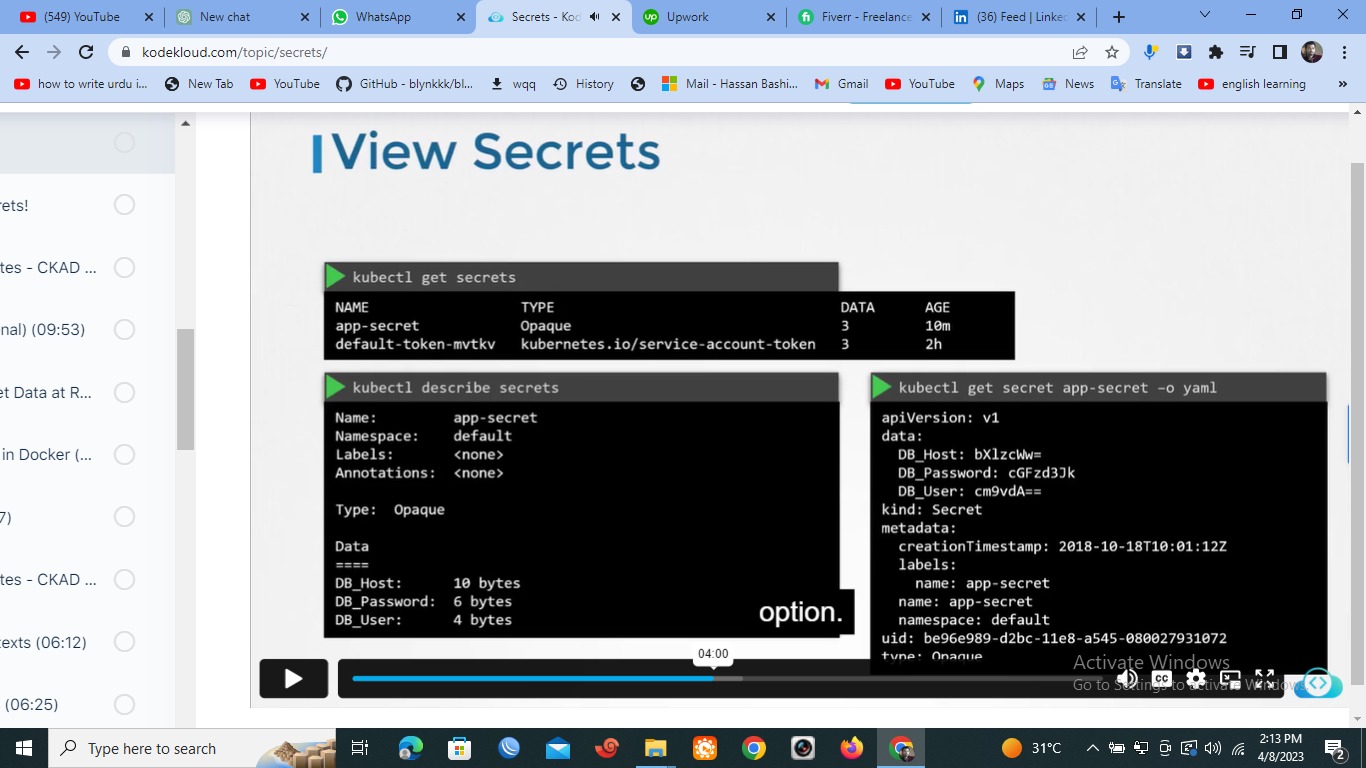 (549) YouTube
New chat
WhatsApp
Secrets - Kod
Upwork
Fiverr - Freelance
(36) Feed | Linked
kodekloud.com/topic/secrets/
how to write urdu i...
New Tab
YouTube
GitHub - blynkkk/bl...
wqq
History
Mail - Hassan Bashi...
Gmail
YouTube
Maps
News
Translate
english learning
»
View Secrets
rets!
tes - CKAD ...
nal) (09:53)
et Data at R...
in Docker (...
7)
tes - CKAD ...
texts (06:12)
(06:25)
kubectl get secrets
NAME TYPE DATA AGE
app-secret Opaque 3 10m
default-token-mvtkv kubernetes.io/service-account-token 3 2h
kubectl describe secrets
Name: app-secret
Namespace: default
Labels: <none>
Annotations: <none>
Type: Opaque
Data
====
DB_Host: 10 bytes
DB_Password: 6 bytes
DB_User: 4 bytes
kubectl get secret app-secret –o yaml
apiVersion: v1
data:
DB_Host: bXlzcWw=
DB_Password: cGFzd3Jk
DB_User: cm9vdA==
kind: Secret
metadata:
creationTimestamp: 2018-10-18T10:01:12Z
labels:
name: app-secret
name: app-secret
namespace: default
uid: be96e989-d2bc-11e8-a545-080027931072
type: Opaque
option.
04:00
CC
Activate Windows
Go to Settings to activate Windows.
Type here to search
31°C
2:13 PM
4/8/2023
2